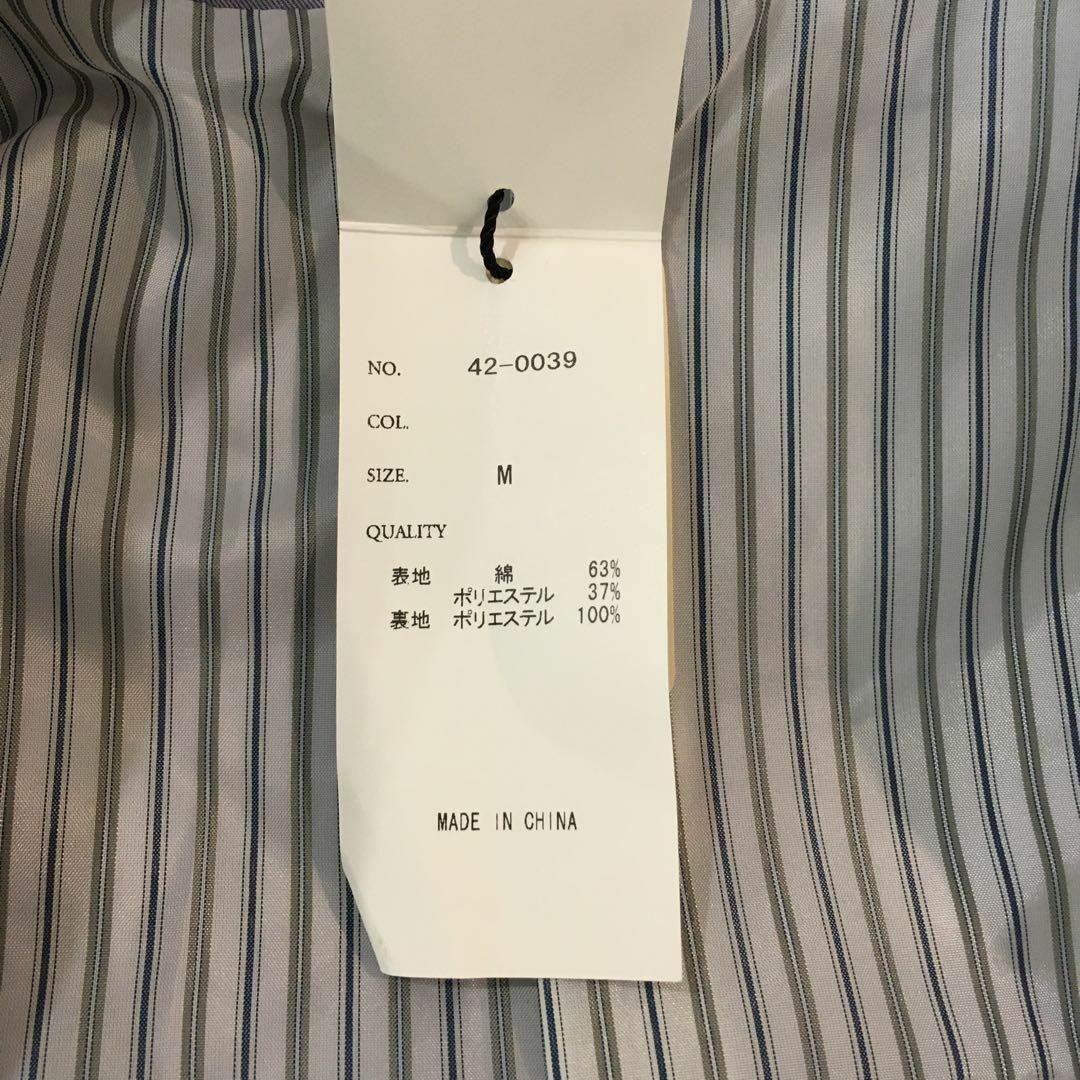 NO. 42-0039
COL.
SIZE. M
QUALITY
表地 綿 63%
ポリエステル 37%
裏地 ポリエステル 100%
MADE IN CHINA